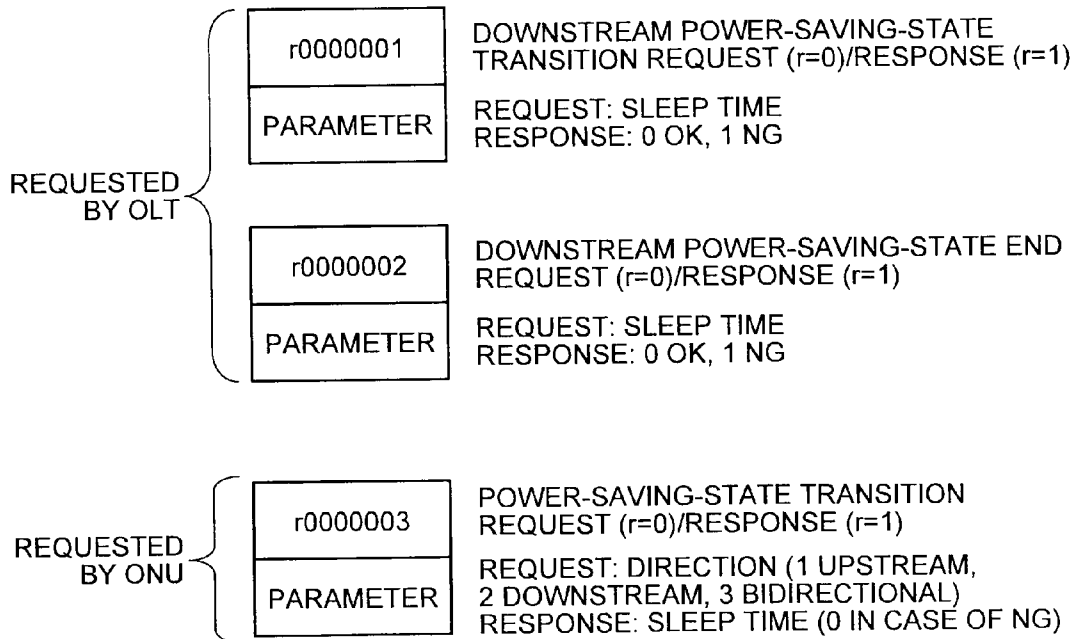 r0000001
DOWNSTREAM POWER-SAVING-STATE
TRANSITION REQUEST (r=0)/RESPONSE (r=1)
PARAMETER
REQUEST: SLEEP TIME
RESPONSE: 0 OK, 1 NG
REQUESTED
BY OLT
r0000002
DOWNSTREAM POWER-SAVING-STATE END
REQUEST (r=0)/RESPONSE (r=1)
PARAMETER
REQUEST: SLEEP TIME
RESPONSE: 0 OK, 1 NG
REQUESTED
BY ONU
r0000003
POWER-SAVING-STATE TRANSITION
REQUEST (r=0)/RESPONSE (r=1)
PARAMETER
REQUEST: DIRECTION (1 UPSTREAM,
2 DOWNSTREAM, 3 BIDIRECTIONAL)
RESPONSE: SLEEP TIME (0 IN CASE OF NG)